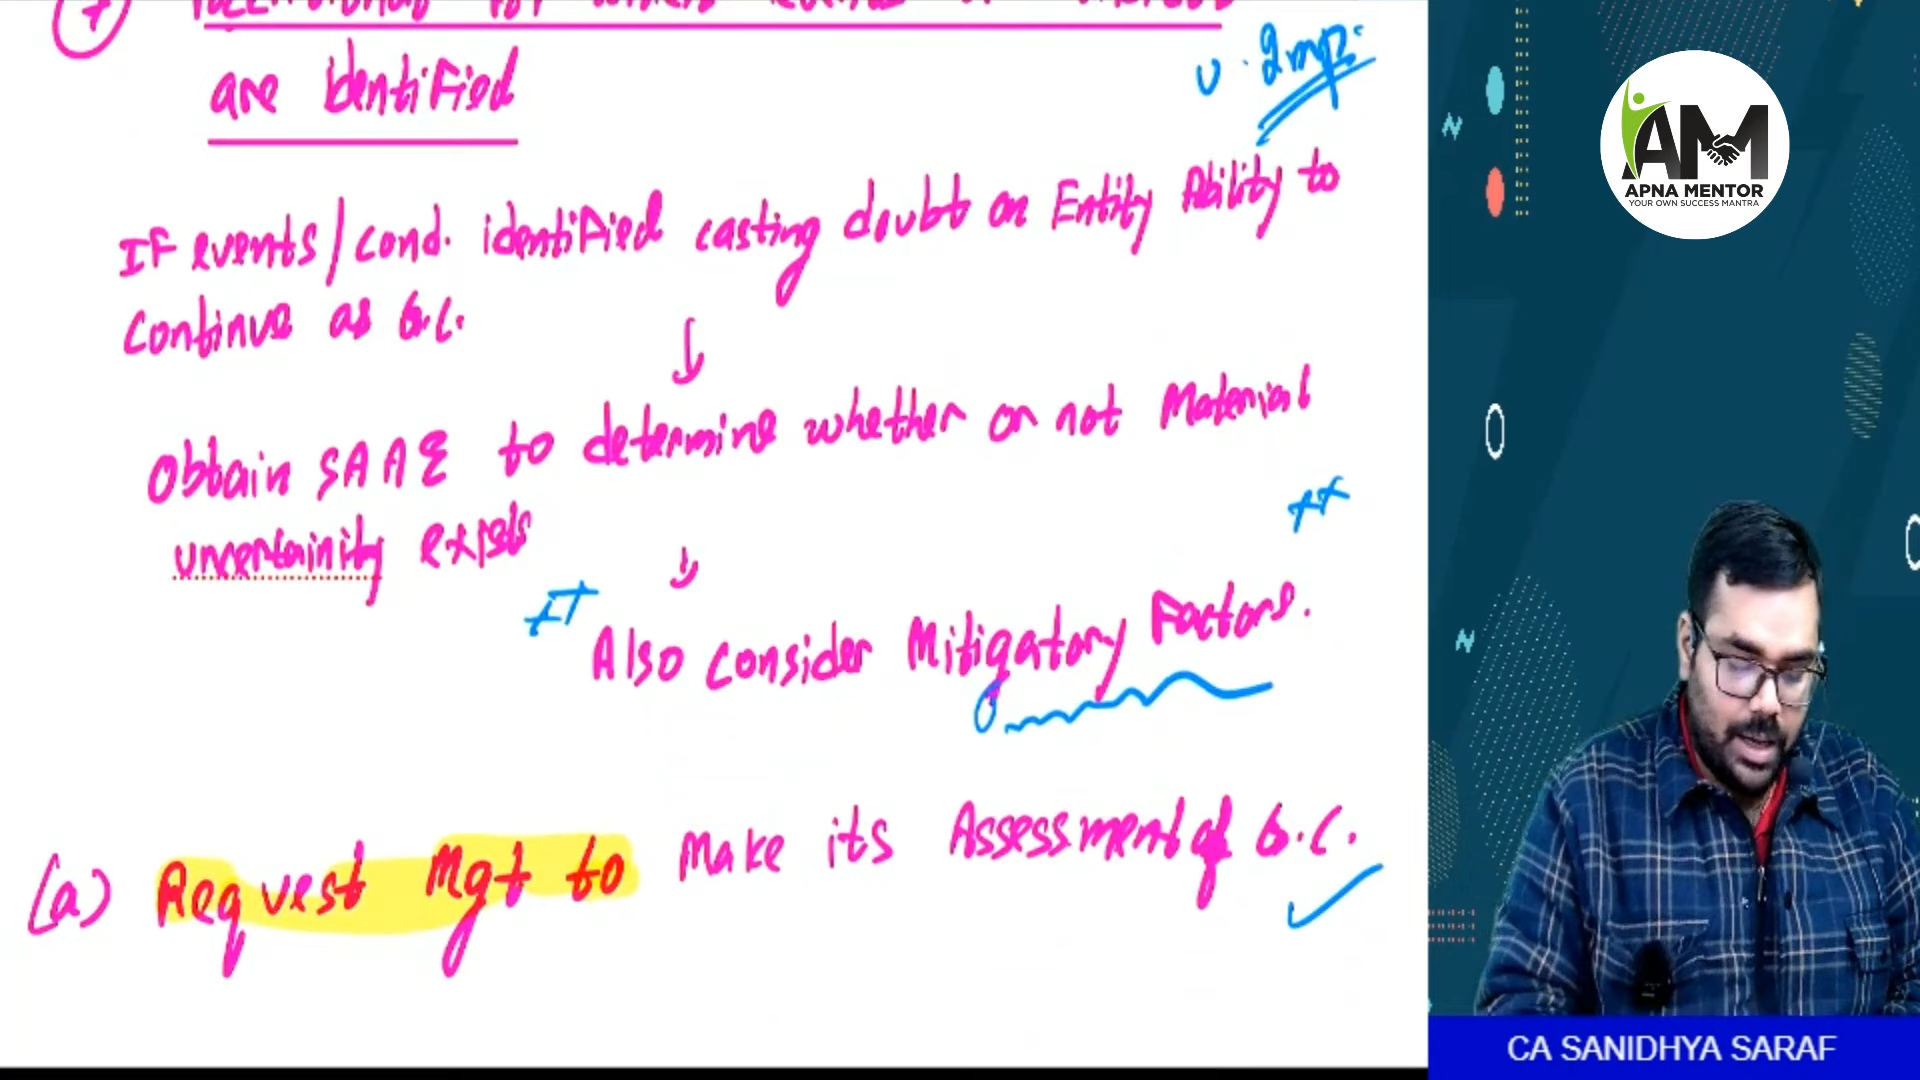 7
are identified
V. Imp.
IF events/cond. identified casting doubt on Entity Ability to
continue as G.C.
Obtain SAAE to determine whether or not Material
uncertainity exists
Also consider Mitigatory Factors.
(a) Request Mgt to Make its Assessment of G.C.
AM
APNA MENTOR
YOUR OWN SUCCESS MANTRA
CA SANIDHYA SARAF